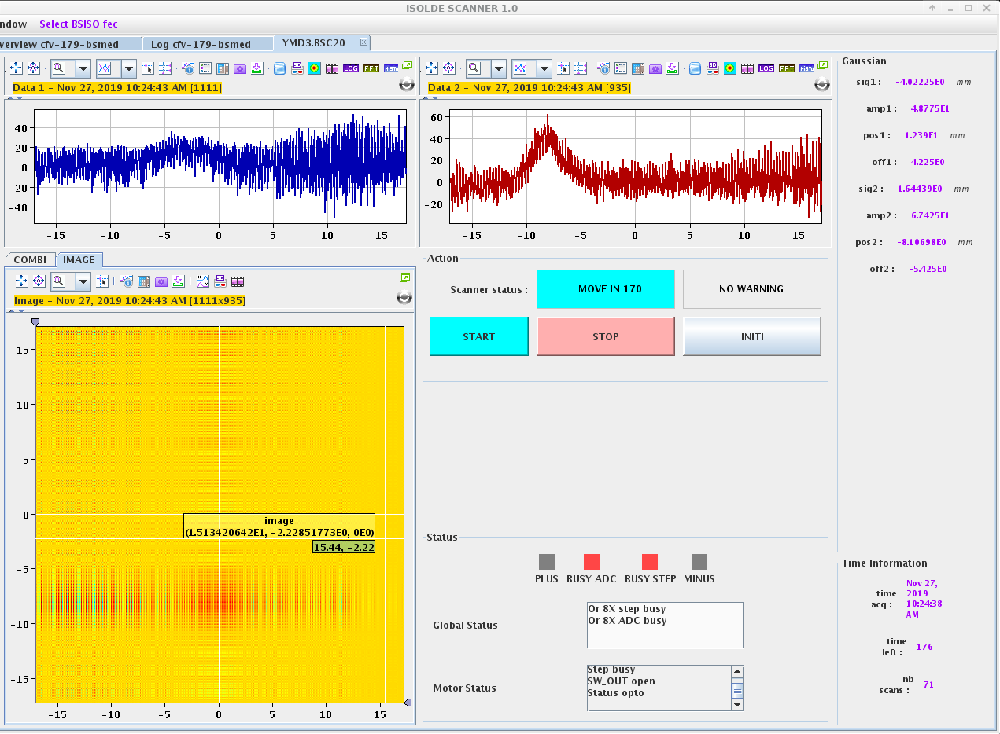 ISOLDE SCANNER 1.0
ndow Select BSISO fec
verview cfv-179-bsmed Log cfv-179-bsmed YMD3.BSC20
3D LOG FFT HISTO
Data 1 - Nov 27, 2019 10:24:43 AM [1111]
40
20
0
-20
-40
-15 -10 -5 0 5 10 15
3D LOG FFT HISTO
Data 2 - Nov 27, 2019 10:24:43 AM [935]
60
40
20
0
-20
-15 -10 -5 0 5 10 15
COMBI IMAGE
3D
Image - Nov 27, 2019 10:24:43 AM [1111x935]
15
10
5
0
-5
-10
-15
image
(1.513420642E1, -2.22851773E0, 0E0)
15.44, -2.22
-15 -10 -5 0 5 10 15
Action
Scanner status : MOVE IN 170 NO WARNING
START STOP INIT!
Status
PLUS BUSY ADC BUSY STEP MINUS
Global Status
Or 8X step busy
Or 8X ADC busy
Motor Status
Step busy
SW_OUT open
Status opto
Gaussian
sig1 : -4.02225E0 mm
amp1 : 4.8775E1
pos1 : 1.239E1 mm
off1 : 4.225E0
sig2 : 1.64439E0 mm
amp2 : 6.7425E1
pos2 : -8.10698E0 mm
off2 : -5.425E0
Time Information
time acq : Nov 27, 2019 10:24:38 AM
time left : 176
nb scans : 71